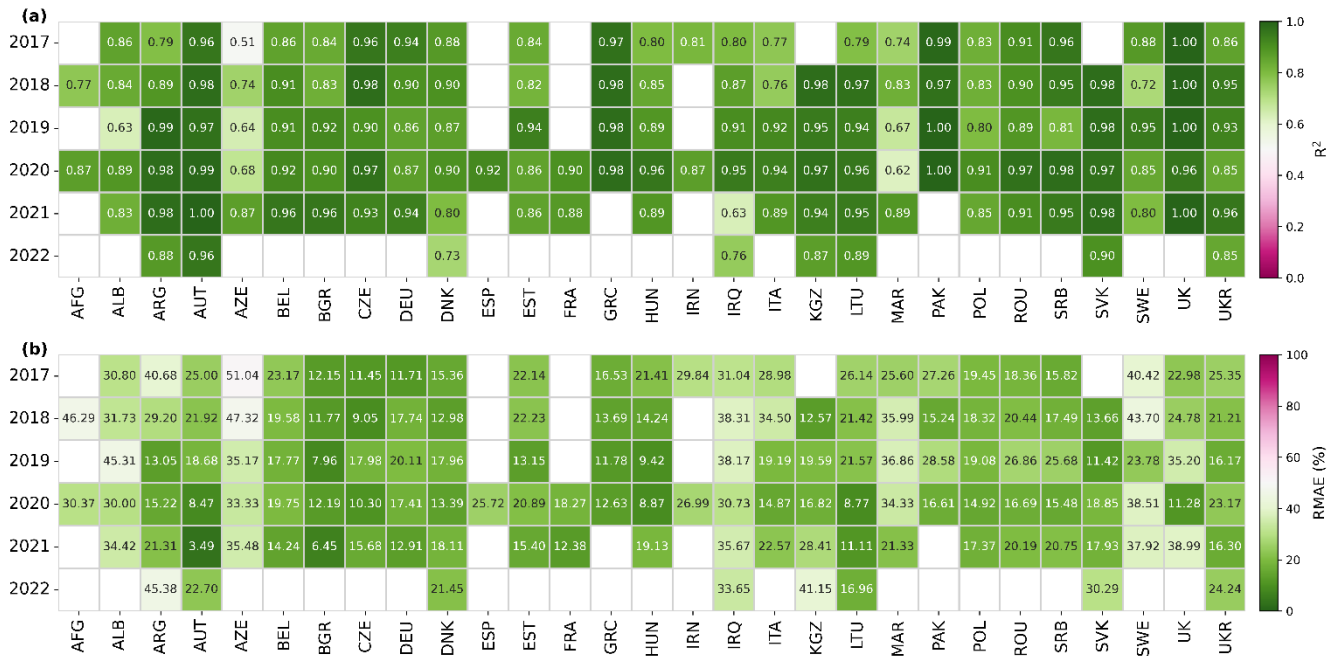 (a)
2017 0.86 0.79 0.96 0.51 0.86 0.84 0.96 0.94 0.88 0.84 0.97 0.80 0.81 0.80 0.77 0.79 0.74 0.99 0.83 0.91 0.96 0.88 1.00 0.86
2018 0.77 0.84 0.89 0.98 0.74 0.91 0.83 0.98 0.90 0.90 0.82 0.98 0.85 0.87 0.76 0.98 0.97 0.83 0.97 0.83 0.90 0.95 0.98 0.72 1.00 0.95
2019 0.63 0.99 0.97 0.64 0.91 0.92 0.90 0.86 0.87 0.94 0.98 0.89 0.91 0.92 0.95 0.94 0.67 1.00 0.80 0.89 0.81 0.98 0.95 1.00 0.93
2020 0.87 0.89 0.98 0.99 0.68 0.92 0.90 0.97 0.87 0.90 0.92 0.86 0.90 0.98 0.96 0.87 0.95 0.94 0.97 0.96 0.62 1.00 0.91 0.97 0.98 0.97 0.85 0.96 0.85
2021 0.83 0.98 1.00 0.87 0.96 0.96 0.93 0.94 0.80 0.86 0.88 0.89 0.63 0.89 0.94 0.95 0.89 0.85 0.91 0.95 0.98 0.80 1.00 0.96
2022 0.88 0.96 0.73 0.76 0.87 0.89 0.90 0.85
AFG ALB ARG AUT AZE BEL BGR CZE DEU DNK ESP EST FRA GRC HUN IRN IRQ ITA KGZ LTU MAR PAK POL ROU SRB SVK SWE UK UKR
1.0
0.8
0.6
0.4
0.2
0.0
R²
(b)
2017 30.80 40.68 25.00 51.04 23.17 12.15 11.45 11.71 15.36 22.14 16.53 21.41 29.84 31.04 28.98 26.14 25.60 27.26 19.45 18.36 15.82 40.42 22.98 25.35
2018 46.29 31.73 29.20 21.92 47.32 19.58 11.77 9.05 17.74 12.98 22.23 13.69 14.24 38.31 34.50 12.57 21.42 35.99 15.24 18.32 20.44 17.49 13.66 43.70 24.78 21.21
2019 45.31 13.05 18.68 35.17 17.77 7.96 17.98 20.11 17.96 13.15 11.78 9.42 38.17 19.19 19.59 21.57 36.86 28.58 19.08 26.86 25.68 11.42 23.78 35.20 16.17
2020 30.37 30.00 15.22 8.47 33.33 19.75 12.19 10.30 17.41 13.39 25.72 20.89 18.27 12.63 8.87 26.99 30.73 14.87 16.82 8.77 34.33 16.61 14.92 16.69 15.48 18.85 38.51 11.28 23.17
2021 34.42 21.31 3.49 35.48 14.24 6.45 15.68 12.91 18.11 15.40 12.38 19.13 35.67 22.57 28.41 11.11 21.33 17.37 20.19 20.75 17.93 37.92 38.99 16.30
2022 45.38 22.70 21.45 33.65 41.15 16.96 30.29 24.24
AFG ALB ARG AUT AZE BEL BGR CZE DEU DNK ESP EST FRA GRC HUN IRN IRQ ITA KGZ LTU MAR PAK POL ROU SRB SVK SWE UK UKR
100
80
60
40
20
0
RMAE (%)